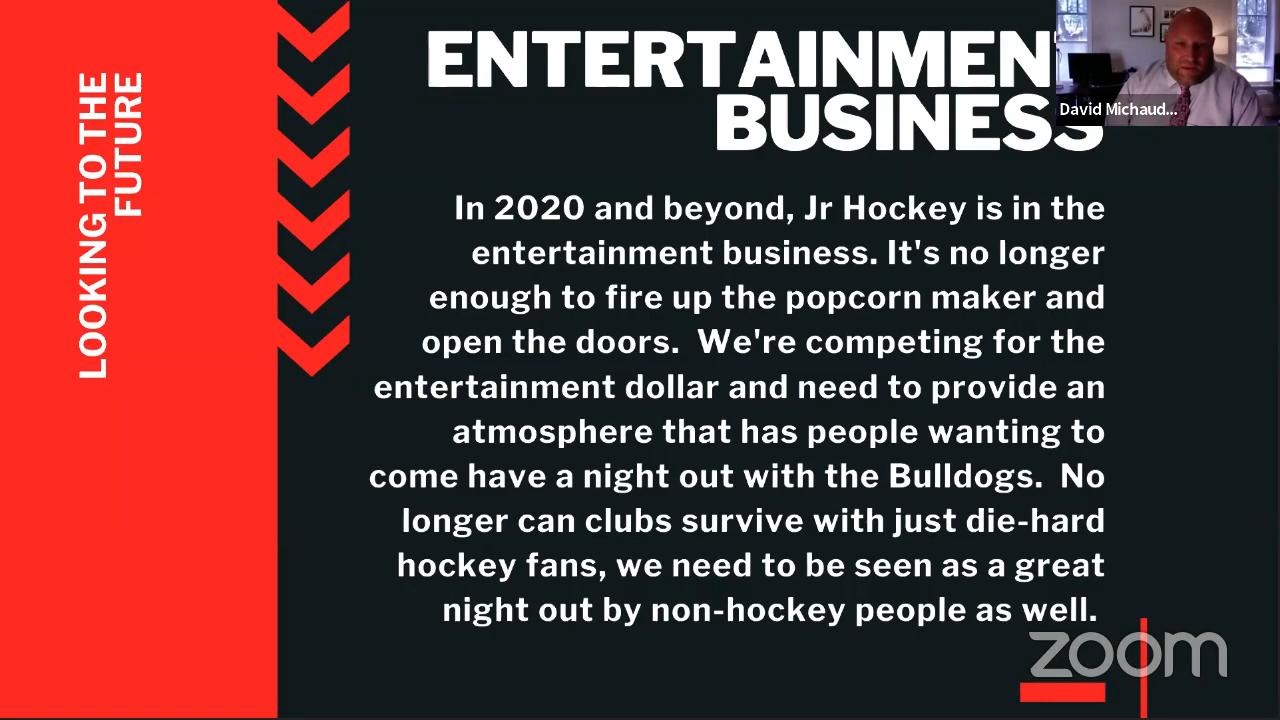 LOOKING TO THE
FUTURE
ENTERTAINMENT
BUSINESS
David Michaud...
In 2020 and beyond, Jr Hockey is in the
entertainment business. It's no longer
enough to fire up the popcorn maker and
open the doors.  We're competing for the
entertainment dollar and need to provide an
atmosphere that has people wanting to
come have a night out with the Bulldogs.  No
longer can clubs survive with just die-hard
hockey fans, we need to be seen as a great
night out by non-hockey people as well.
zoom